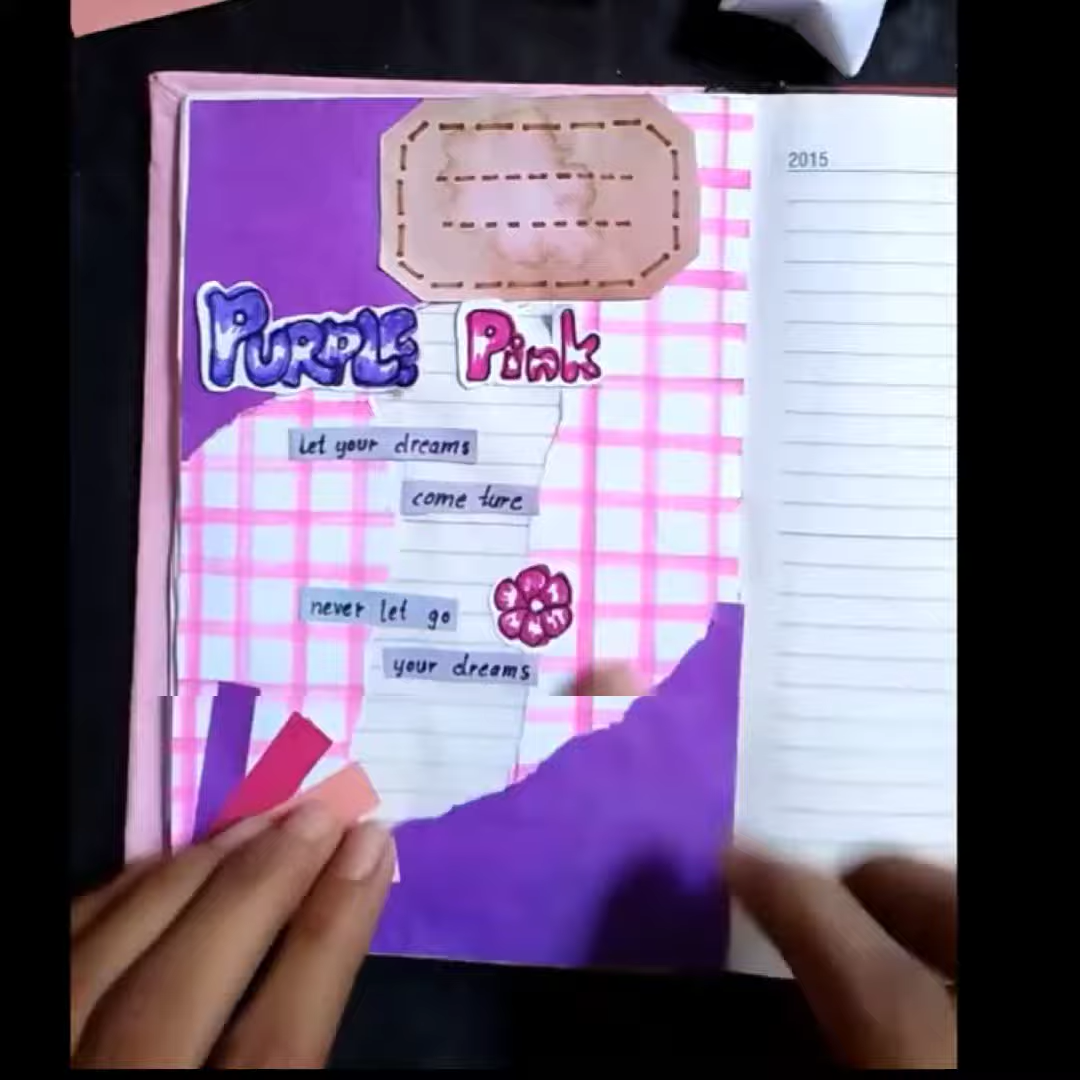 2015
PURPLE Pink
Let your dreams
come ture
never let go
your dreams